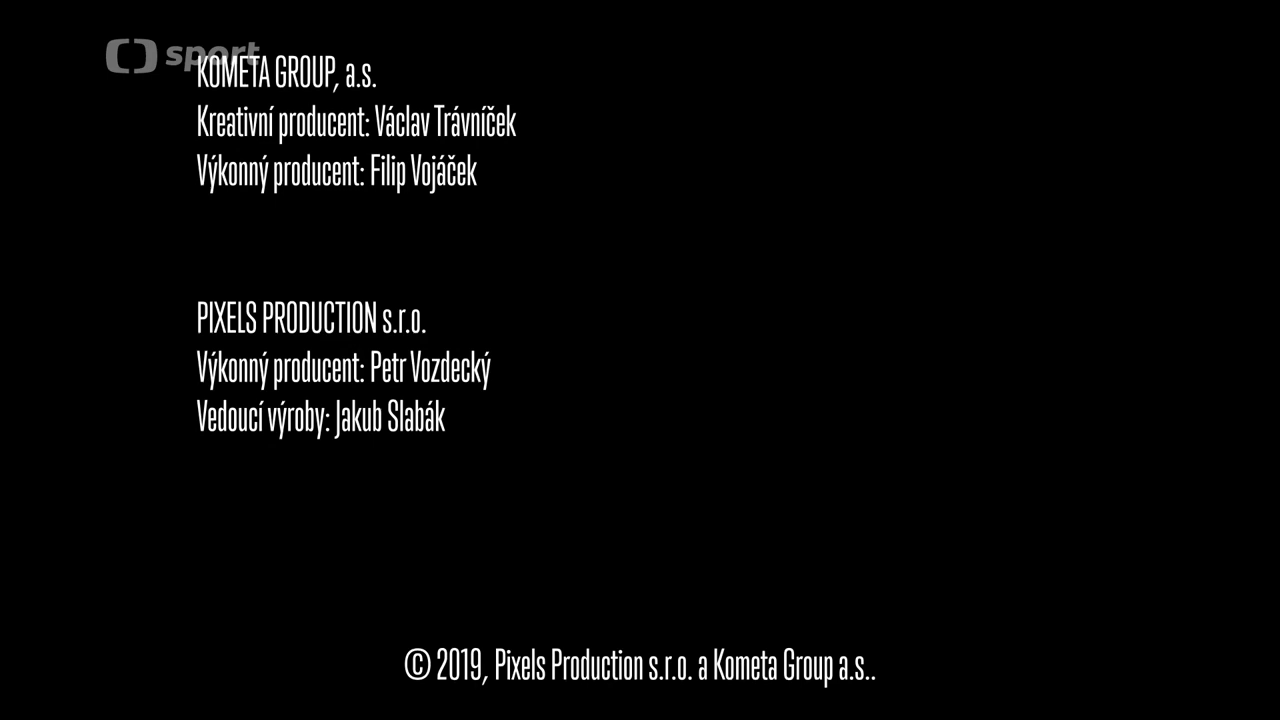 sport
KOMETA GROUP, a.s.
Kreativní producent: Václav Trávníček
Výkonný producent: Filip Vojáček
PIXELS PRODUCTION s.r.o.
Výkonný producent: Petr Vozdecký
Vedoucí výroby: Jakub Slabák
© 2019, Pixels Production s.r.o. a Kometa Group a.s..